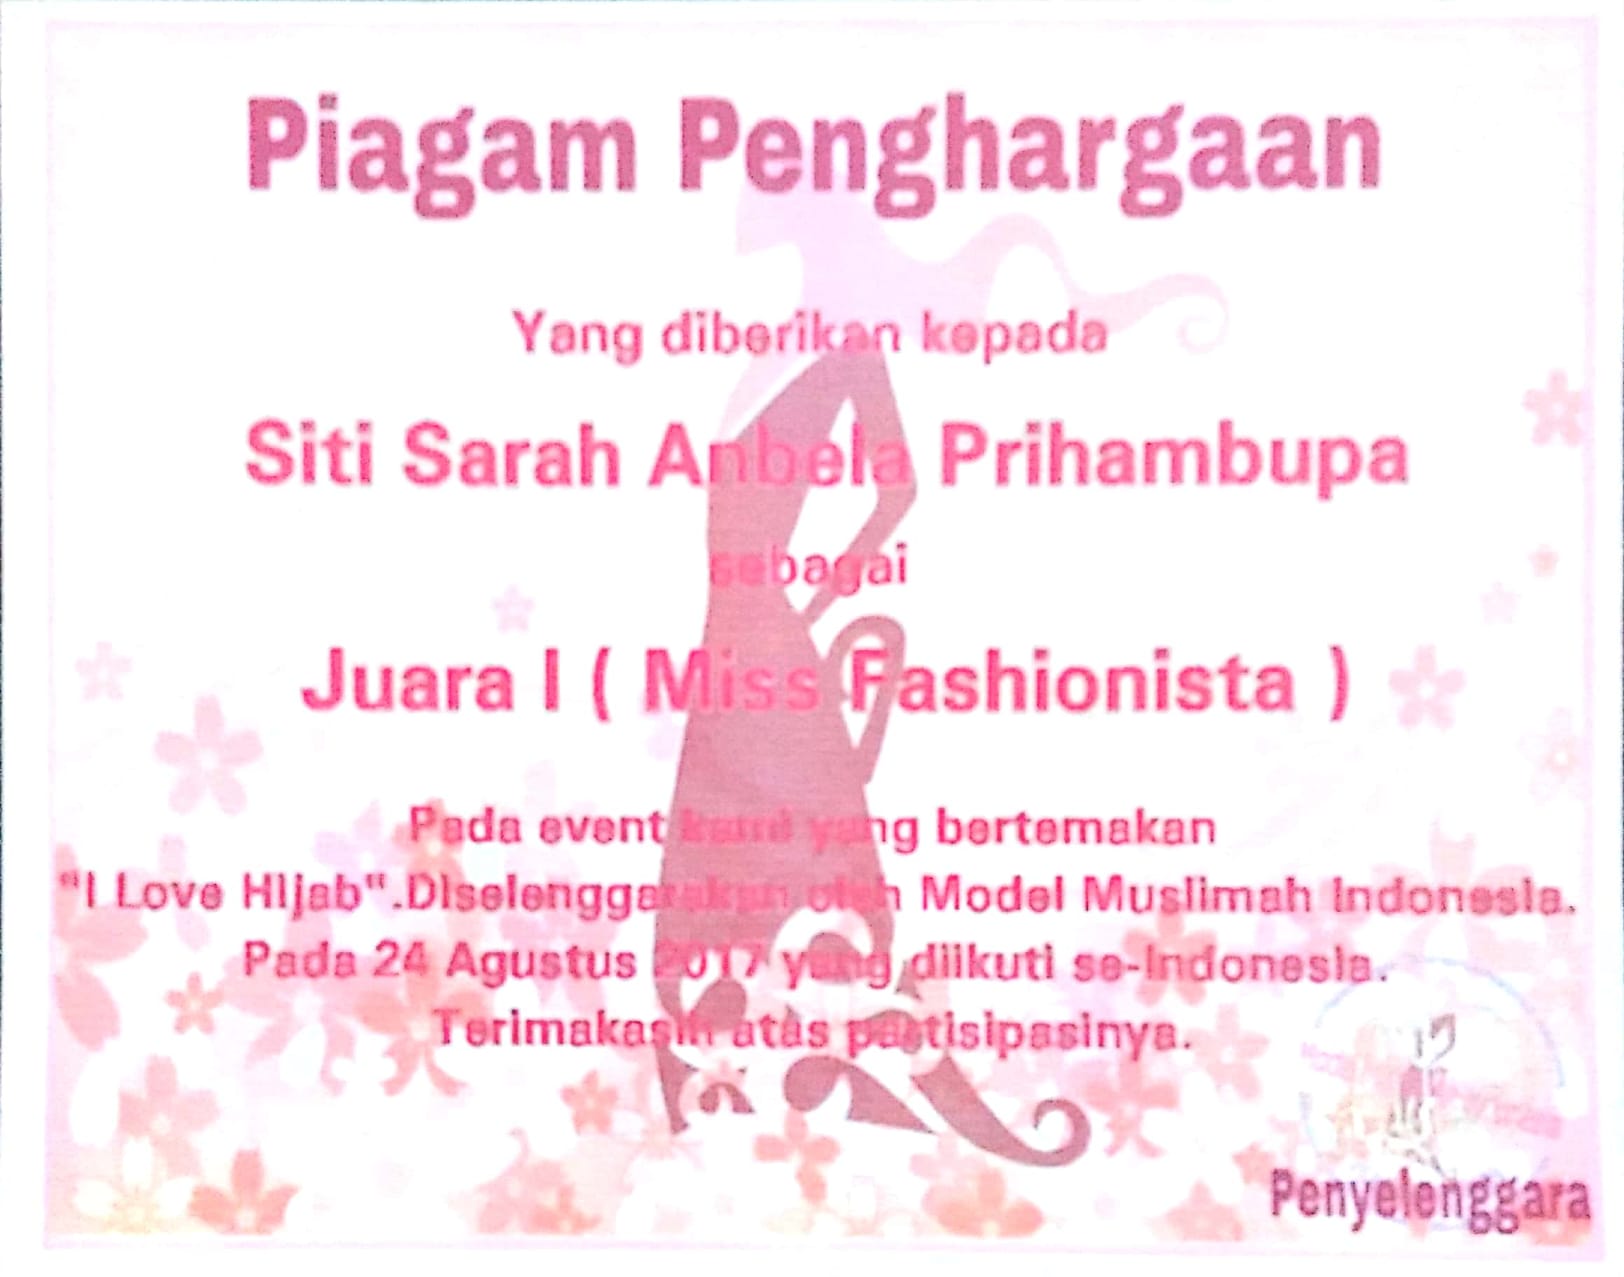 Piagam Penghargaan
Yang diberikan kepada
Siti Sarah Anbela Prihambupa
sebagai
Juara I ( Miss Fashionista )
Pada event kami yang bertemakan
"I Love Hijab".Diselenggarakan oleh Model Muslimah Indonesia.
Pada 24 Agustus 2017 yang diikuti se-Indonesia.
Terimakasih atas partisipasinya.
Penyelenggara